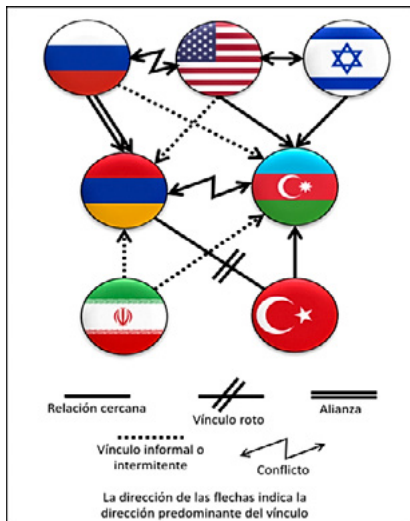 Relación cercana
Vínculo roto
Alianza
Vínculo informal o
intermitente
Conflicto
La dirección de las flechas indica la
dirección predominante del vínculo